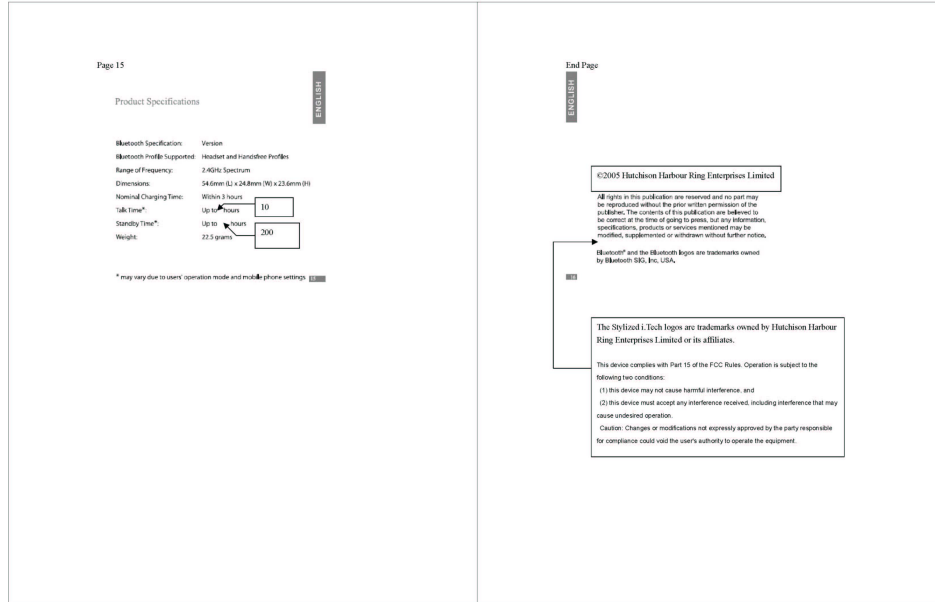 Page 15
ENGLISH
Product Specifications
Bluetooth Specification: Version
Bluetooth Profile Supported: Headset and Handsfree Profiles
Range of Frequency: 2.4GHz Spectrum
Dimensions: 54.6mm (L) x 24.8mm (W) x 23.6mm (H)
Nominal Charging Time: Within 3 hours
Talk Time*: Up to hours
10
Standby Time*: Up to hours
200
Weight: 22.5 grams
* may vary due to users' operation mode and mobile phone settings
End Page
ENGLISH
©2005 Hutchison Harbour Ring Enterprises Limited
All rights in this publication are reserved and no part may
be reproduced without the prior written permission of the
publisher. The contents of this publication are believed to
be correct at the time of going to press, but any information,
specifications, products or services mentioned may be
modified, supplemented or withdrawn without further notice.
Bluetooth® and the Bluetooth logos are trademarks owned
by Bluetooth SIG, Inc, USA.
The Stylized i.Tech logos are trademarks owned by Hutchison Harbour
Ring Enterprises Limited or its affiliates.
This device complies with Part 15 of the FCC Rules. Operation is subject to the
following two conditions:
(1) this device may not cause harmful interference, and
(2) this device must accept any interference received, including interference that may
cause undesired operation.
Caution: Changes or modifications not expressly approved by the party responsible
for compliance could void the user's authority to operate the equipment.